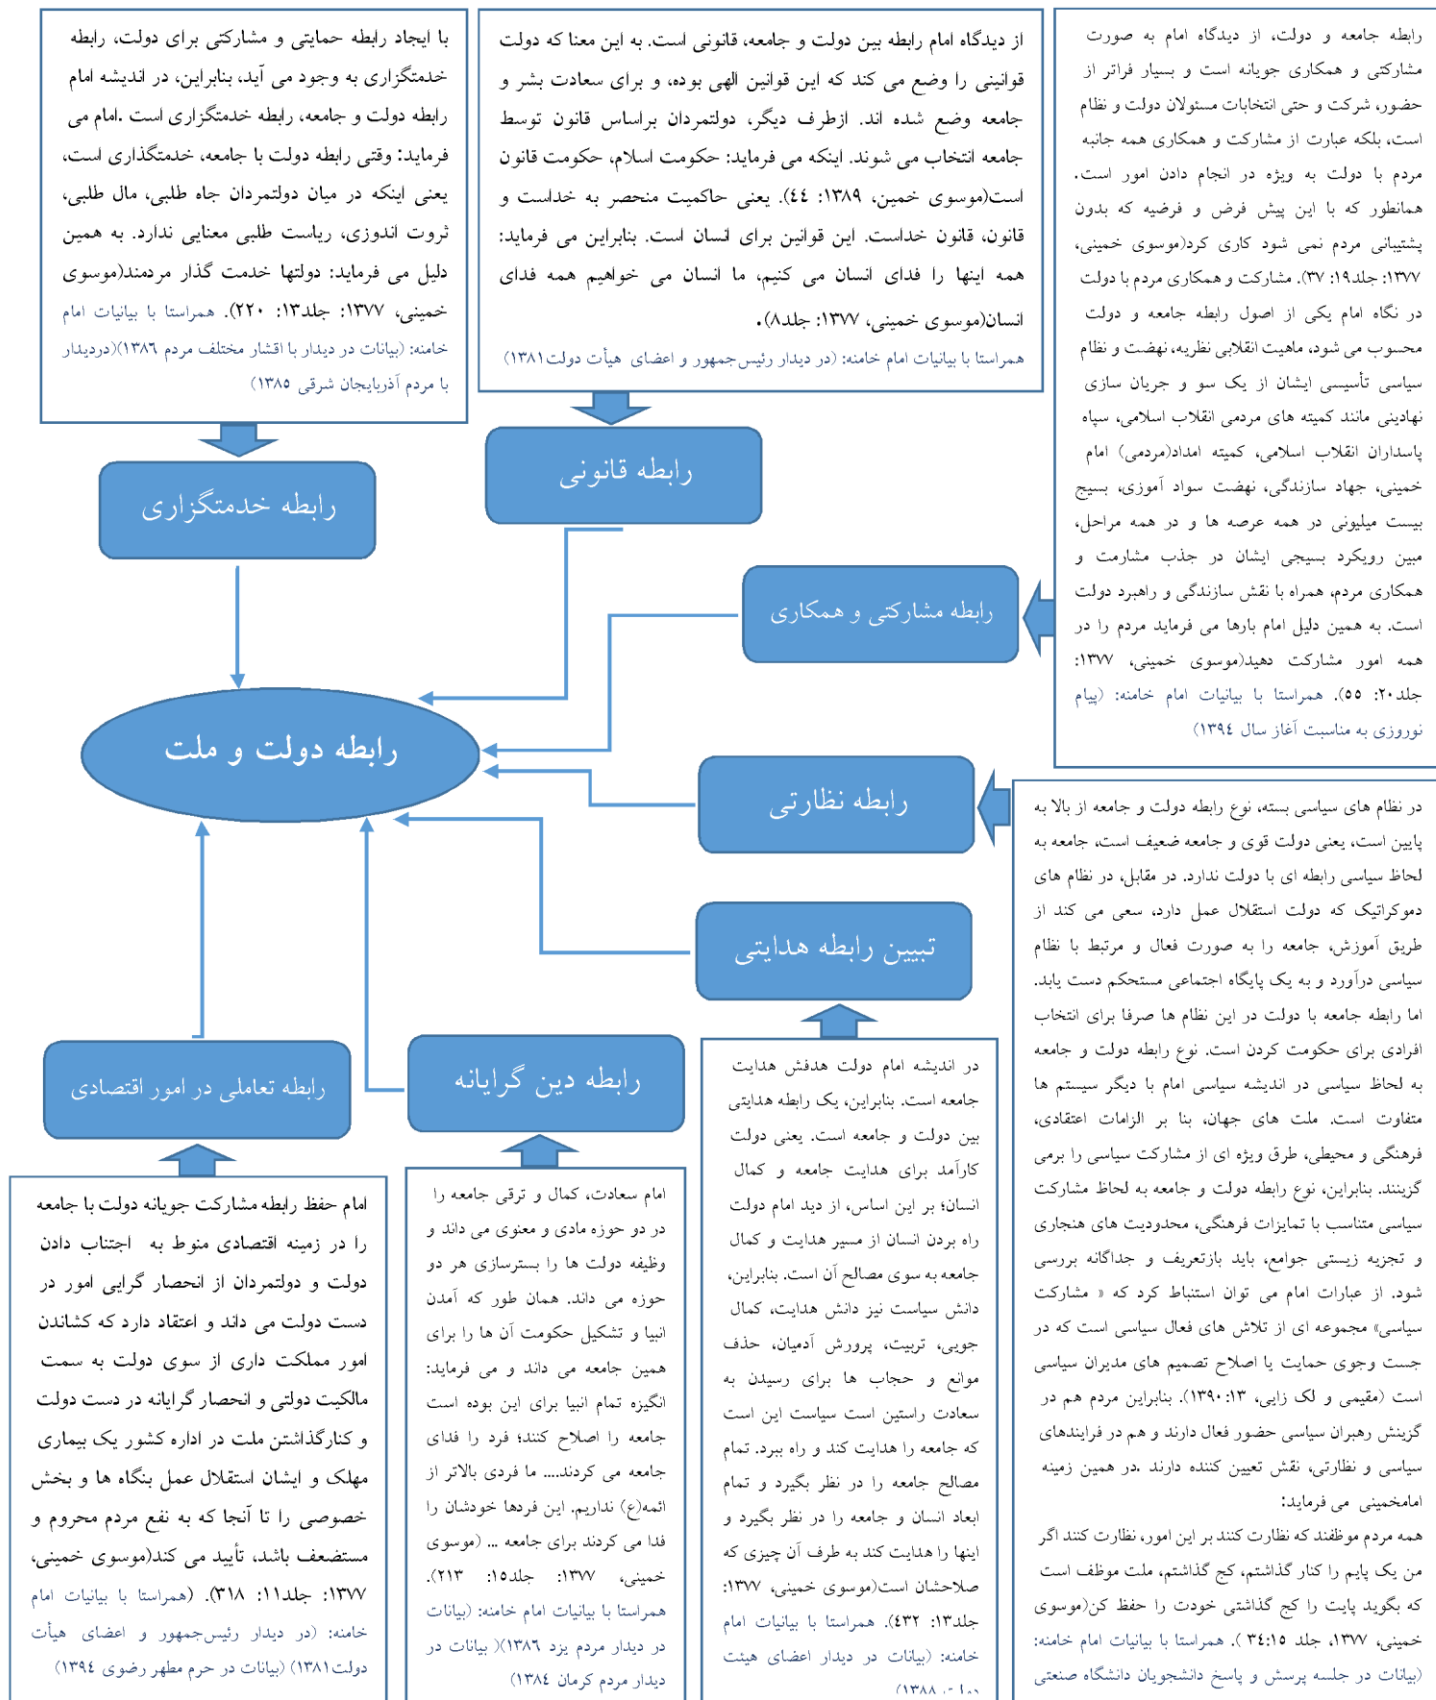 رابطه جامعه و دولت، از دیدگاه امام به صورت
مشارکتی و همکاری جویانه است و بسیار فراتر از
حضور، شرکت و حتی انتخابات مسئولان دولت و نظام
است، بلکه عبارت از مشارکت و همکاری همه جانبه
مردم با دولت به ویژه در انجام دادن امور است.
همانطور که با این پیش فرض و فرضیه که بدون
پشتیبانی مردم نمی شود کاری کرد(موسوی خمینی،
۱۳۷۷: جلد۱۹: ۳۷). مشارکت و همکاری مردم با دولت
در نگاه امام یکی از اصول رابطه جامعه و دولت
محسوب می شود، ماهیت انقلابی نظریه، نهضت و نظام
سیاسی تأسیسی ایشان از یک سو و جریان سازی
نهادینی مانند کمیته های مردمی انقلاب اسلامی، سپاه
پاسداران انقلاب اسلامی، کمیته امداد(مردمی) امام
خمینی، جهاد سازندگی، نهضت سواد آموزی، بسیج
بیست میلیونی در همه عرصه ها و در همه مراحل،
مبین رویکرد بسیجی ایشان در جذب مشارمت و
همکاری مردم، همراه با نقش سازندگی و راهبرد دولت
است. به همین دلیل امام بارها می فرماید مردم را در
همه امور مشارکت دهید(موسوی خمینی، ۱۳۷۷:
جلد۲۰: ۵۵). همراستا با بیانیات امام خامنه: (پیام
نوروزی به مناسبت آغاز سال ۱۳۹٤)
از دیدگاه امام رابطه بین دولت و جامعه، قانونی است. به این معنا که دولت
قوانینی را وضع می کند که این قوانین الهی بوده، و برای سعادت بشر و
جامعه وضع شده اند. ازطرف دیگر، دولتمردان براساس قانون توسط
جامعه انتخاب می شوند. اینکه می فرماید: حکومت اسلام، حکومت قانون
است(موسوی خمین، ۱۳۸۹: ٤٤). یعنی حاکمیت منحصر به خداست و
قانون، قانون خداست. این قوانین برای انسان است. بنابراین می فرماید:
همه اینها را فدای انسان می کنیم، ما انسان می خواهیم همه فدای
انسان(موسوی خمینی، ۱۳۷۷: جلد۸).
همراستا با بیانیات امام خامنه: (در دیدار رئیس‌جمهور و اعضای هیأت دولت۱۳۸۱)
با ایجاد رابطه حمایتی و مشارکتی برای دولت، رابطه
خدمتگزاری به وجود می آید، بنابراین، در اندیشه امام
رابطه دولت و جامعه، رابطه خدمتگزاری است .امام می
فرماید: وقتی رابطه دولت با جامعه، خدمتگذاری است،
یعنی اینکه در میان دولتمردان جاه طلبی، مال طلبی،
ثروت اندوزی، ریاست طلبی معنایی ندارد. به همین
دلیل می فرماید: دولتها خدمت گذار مردمند(موسوی
خمینی، ۱۳۷۷: جلد۱۳: ۲۲۰). همراستا با بیانیات امام
خامنه: (بیانات در دیدار با اقشار مختلف مردم ۱۳۸٦)(دردیدار
با مردم آذربایجان شرقی ۱۳۸۵)
رابطه قانونی
رابطه خدمتگزاری
رابطه مشارکتی و همکاری
رابطه دولت و ملت
رابطه نظارتی
تبیین رابطه هدایتی
رابطه دین گرایانه
رابطه تعاملی در امور اقتصادی
در نظام های سیاسی بسته، نوع رابطه دولت و جامعه از بالا به
پایین است، یعنی دولت قوی و جامعه ضعیف است، جامعه به
لحاظ سیاسی رابطه ای با دولت ندارد. در مقابل، در نظام های
دموکراتیک که دولت استقلال عمل دارد، سعی می کند از
طریق آموزش، جامعه را به صورت فعال و مرتبط با نظام
سیاسی درآورد و به یک پایگاه اجتماعی مستحکم دست یابد.
اما رابطه جامعه با دولت در این نظام ها صرفا برای انتخاب
افرادی برای حکومت کردن است. نوع رابطه دولت و جامعه
به لحاظ سیاسی در اندیشه سیاسی امام با دیگر سیستم ها
متفاوت است. ملت های جهان، بنا بر الزامات اعتقادی،
فرهنگی و محیطی، طرق ویژه ای از مشارکت سیاسی را برمی
گزینند. بنابراین، نوع رابطه دولت و جامعه به لحاظ مشارکت
سیاسی متناسب با تمایزات فرهنگی، محدودیت های هنجاری
و تجزیه زیستی جوامع، باید بازتعریف و جداگانه بررسی
شود. از عبارات امام می توان استنباط کرد که « مشارکت
سیاسی» مجموعه ای از تلاش های فعال سیاسی است که در
جست وجوی حمایت یا اصلاح تصمیم های مدیران سیاسی
است (مقیمی و لک زایی، ۱۳۹۰:۱۳). بنابراین مردم هم در
گزینش رهبران سیاسی حضور فعال دارند و هم در فرایندهای
سیاسی و نظارتی، نقش تعیین کننده دارند .در همین زمینه
امامخمینی می فرماید:
همه مردم موظفند که نظارت کنند بر این امور، نظارت کنند اگر
من یک پایم را کنار گذاشتم، کج گذاشتم، ملت موظف است
که بگوید پایت را کج گذاشتی خودت را حفظ کن(موسوی
خمینی، ۱۳۷۷، جلد ۳٤:۱۵ ). همراستا با بیانیات امام خامنه:
(بیانات در جلسه پرسش و پاسخ دانشجویان دانشگاه صنعتی
در اندیشه امام دولت هدفش هدایت
جامعه است. بنابراین، یک رابطه هدایتی
بین دولت و جامعه است. یعنی دولت
کارآمد برای هدایت جامعه و کمال
انسان؛ بر این اساس، از دید امام دولت
راه بردن انسان از مسیر هدایت و کمال
جامعه به سوی مصالح آن است. بنابراین،
دانش سیاست نیز دانش هدایت، کمال
جویی، تربیت، پرورش آدمیان، حذف
موانع و حجاب ها برای رسیدن به
سعادت راستین است سیاست این است
که جامعه را هدایت کند و راه ببرد. تمام
مصالح جامعه را در نظر بگیرد و تمام
ابعاد انسان و جامعه را در نظر بگیرد و
اینها را هدایت کند به طرف آن چیزی که
صلاحشان است(موسوی خمینی، ۱۳۷۷:
جلد۱۳: ٤۳۲). همراستا با بیانیات امام
خامنه: (بیانات در دیدار اعضای هیئت
دولت ۱۳۸۸)
امام سعادت، کمال و ترقی جامعه را
در دو حوزه مادی و معنوی می داند و
وظیفه دولت ها را بسترسازی هر دو
حوزه می داند. همان طور که آمدن
انبیا و تشکیل حکومت آن ها را برای
همین جامعه می داند و می فرماید:
انگیزه تمام انبیا برای این بوده است
جامعه را اصلاح کنند؛ فرد را فدای
جامعه می کردند.... ما فردی بالاتر از
ائمه(ع) نداریم. این فردها خودشان را
فدا می کردند برای جامعه ... (موسوی
خمینی، ۱۳۷۷: جلد۱۵: ۲۱۳).
همراستا با بیانیات امام خامنه: (بیانات
در دیدار مردم یزد ۱۳۸٦)( بیانات در
دیدار مردم کرمان ۱۳۸٤)
امام حفظ رابطه مشارکت جویانه دولت با جامعه
را در زمینه اقتصادی منوط به اجتناب دادن
دولت و دولتمردان از انحصار گرایی امور در
دست دولت می داند و اعتقاد دارد که کشاندن
امور مملکت داری از سوی دولت به سمت
مالکیت دولتی و انحصار گرایانه در دست دولت
و کنارگذاشتن ملت در اداره کشور یک بیماری
مهلک و ایشان استقلال عمل بنگاه ها و بخش
خصوصی را تا آنجا که به نفع مردم محروم و
مستضعف باشد، تأیید می کند(موسوی خمینی،
۱۳۷۷: جلد۱۱: ۳۱۸). (همراستا با بیانیات امام
خامنه: (در دیدار رئیس‌جمهور و اعضای هیأت
دولت۱۳۸۱) (بیانات در حرم مطهر رضوی ۱۳۹٤)